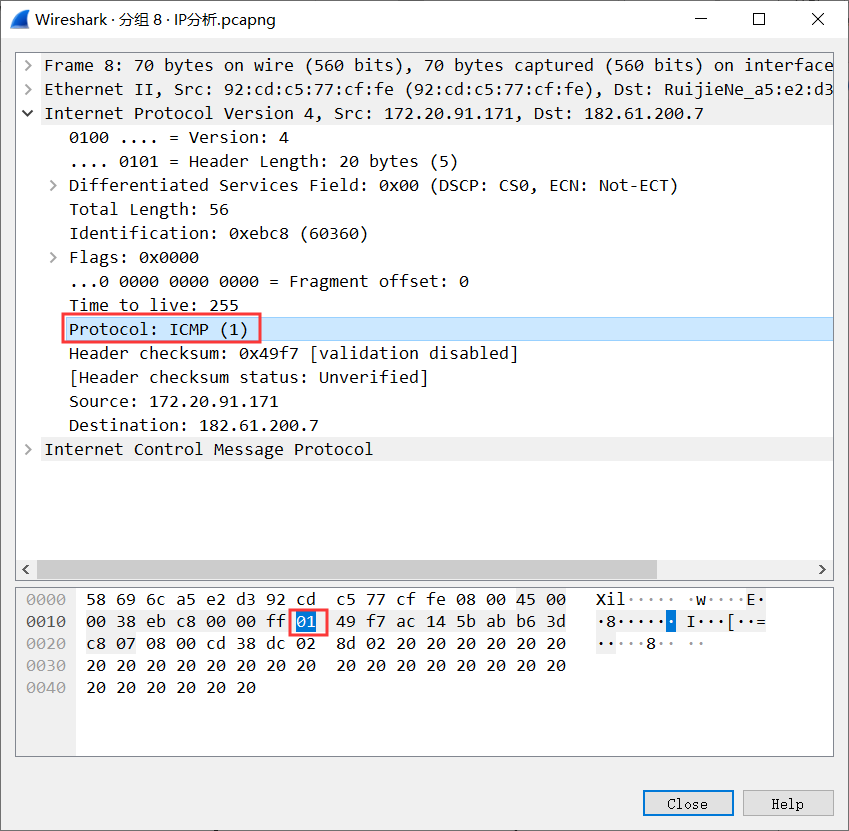 Wireshark · 分组 8 · IP分析.pcapng
Frame 8: 70 bytes on wire (560 bits), 70 bytes captured (560 bits) on interface
Ethernet II, Src: 92:cd:c5:77:cf:fe (92:cd:c5:77:cf:fe), Dst: RuijieNe_a5:e2:d3
Internet Protocol Version 4, Src: 172.20.91.171, Dst: 182.61.200.7
0100 .... = Version: 4
.... 0101 = Header Length: 20 bytes (5)
Differentiated Services Field: 0x00 (DSCP: CS0, ECN: Not-ECT)
Total Length: 56
Identification: 0xebc8 (60360)
Flags: 0x0000
...0 0000 0000 0000 = Fragment offset: 0
Time to live: 255
Protocol: ICMP (1)
Header checksum: 0x49f7 [validation disabled]
[Header checksum status: Unverified]
Source: 172.20.91.171
Destination: 182.61.200.7
Internet Control Message Protocol
0000 58 69 6c a5 e2 d3 92 cd c5 77 cf fe 08 00 45 00 Xil····· ·w····E·
0010 00 38 eb c8 00 00 ff 01 49 f7 ac 14 5b ab b6 3d ·8······ I···[··=
0020 c8 07 08 00 cd 38 dc 02 8d 02 20 20 20 20 20 20 ·····8·· ··
0030 20 20 20 20 20 20 20 20 20 20 20 20 20 20 20 20
0040 20 20 20 20 20 20
Close Help